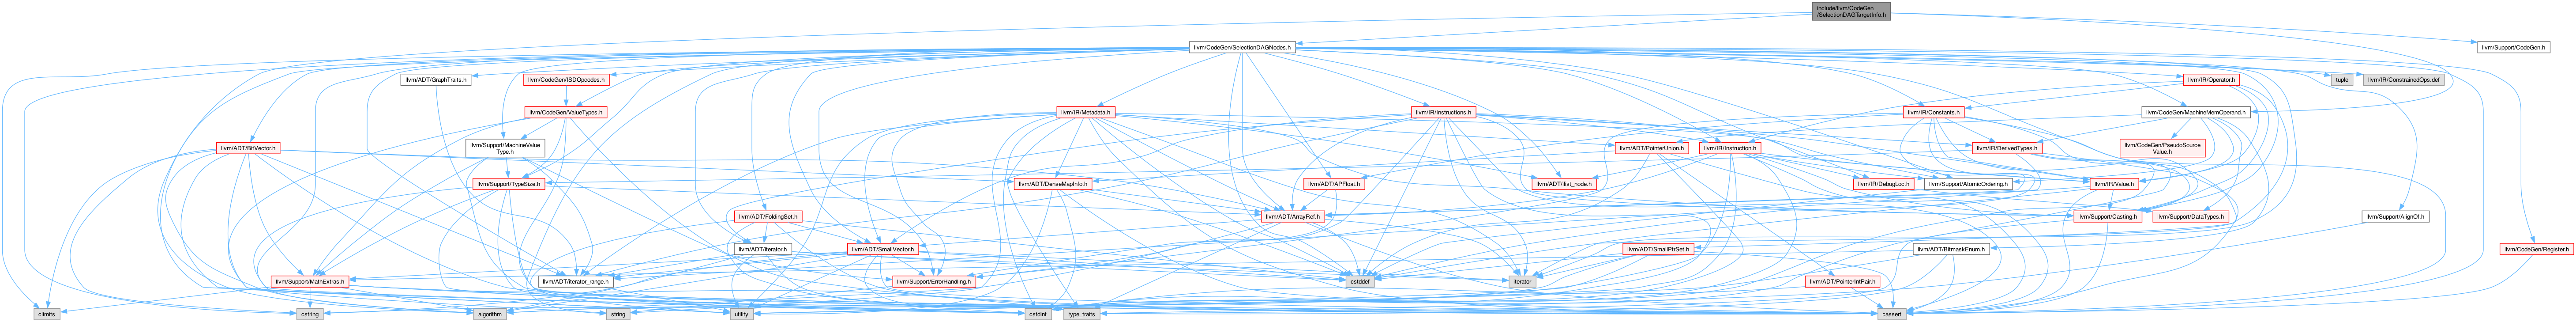 include/llvm/CodeGen
/SelectionDAGTargetInfo.h
llvm/CodeGen/SelectionDAGNodes.h
llvm/Support/CodeGen.h
llvm/ADT/GraphTraits.h
llvm/CodeGen/ISDOpcodes.h
llvm/IR/Operator.h
tuple
llvm/IR/ConstrainedOps.def
llvm/CodeGen/ValueTypes.h
llvm/IR/Metadata.h
llvm/IR/Instructions.h
llvm/IR/Constants.h
llvm/CodeGen/MachineMemOperand.h
llvm/ADT/BitVector.h
llvm/Support/MachineValue
Type.h
llvm/ADT/PointerUnion.h
llvm/IR/Instruction.h
llvm/IR/DerivedTypes.h
llvm/CodeGen/PseudoSource
Value.h
llvm/Support/TypeSize.h
llvm/ADT/DenseMapInfo.h
llvm/ADT/APFloat.h
llvm/ADT/ilist_node.h
llvm/IR/DebugLoc.h
llvm/Support/AtomicOrdering.h
llvm/IR/Value.h
llvm/ADT/FoldingSet.h
llvm/ADT/ArrayRef.h
llvm/Support/Casting.h
llvm/Support/DataTypes.h
llvm/Support/AlignOf.h
llvm/ADT/iterator.h
llvm/ADT/SmallVector.h
llvm/ADT/SmallPtrSet.h
llvm/ADT/BitmaskEnum.h
llvm/CodeGen/Register.h
llvm/Support/MathExtras.h
llvm/ADT/iterator_range.h
llvm/Support/ErrorHandling.h
cstddef
iterator
llvm/ADT/PointerIntPair.h
climits
cstring
algorithm
string
utility
cstdint
type_traits
cassert